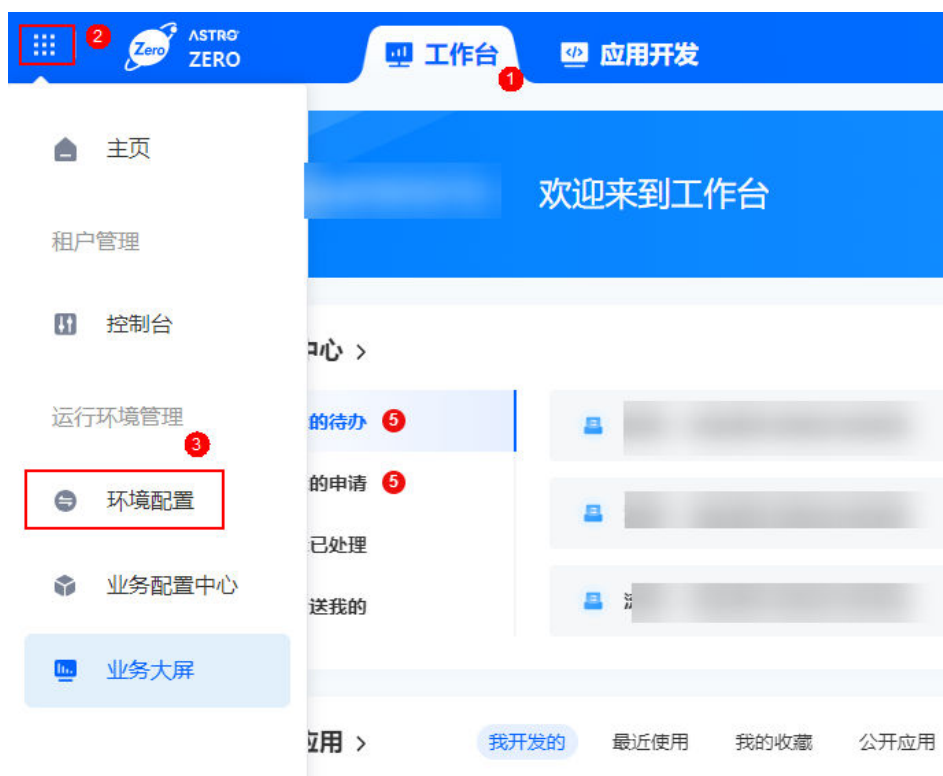 2
Zero
ASTRO
ZERO
工作台
1
应用开发
主页
欢迎来到工作台
租户管理
控制台
中心 >
运行环境管理
3
的待办 5
环境配置
的申请 5
已处理
业务配置中心
送我的
业务大屏
应用 >
我开发的
最近使用
我的收藏
公开应用